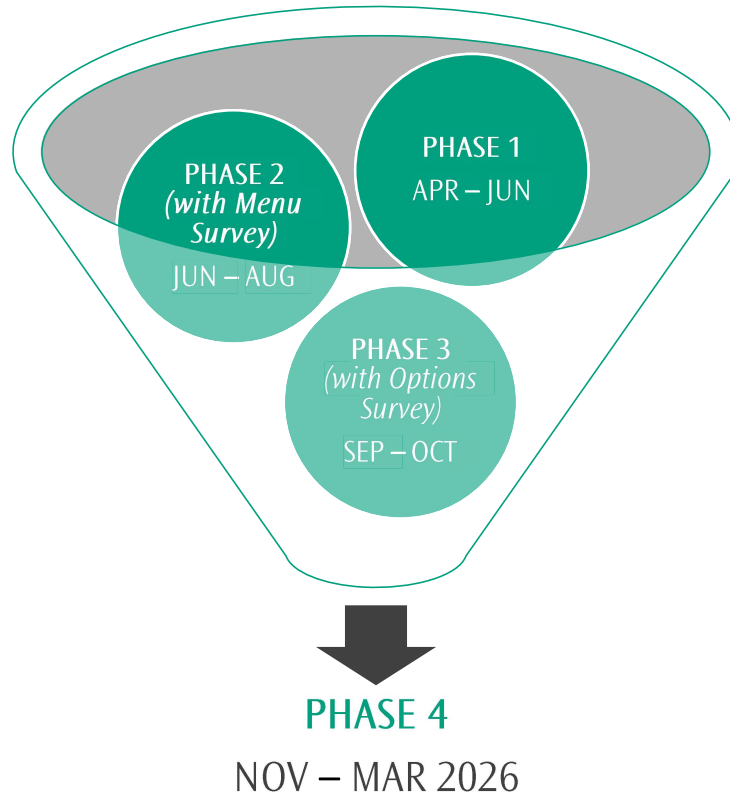 PHASE 1
APR – JUN
PHASE 2
(with Menu
Survey)
JUN – AUG
PHASE 3
(with Options
Survey)
SEP – OCT
PHASE 4
NOV – MAR 2026